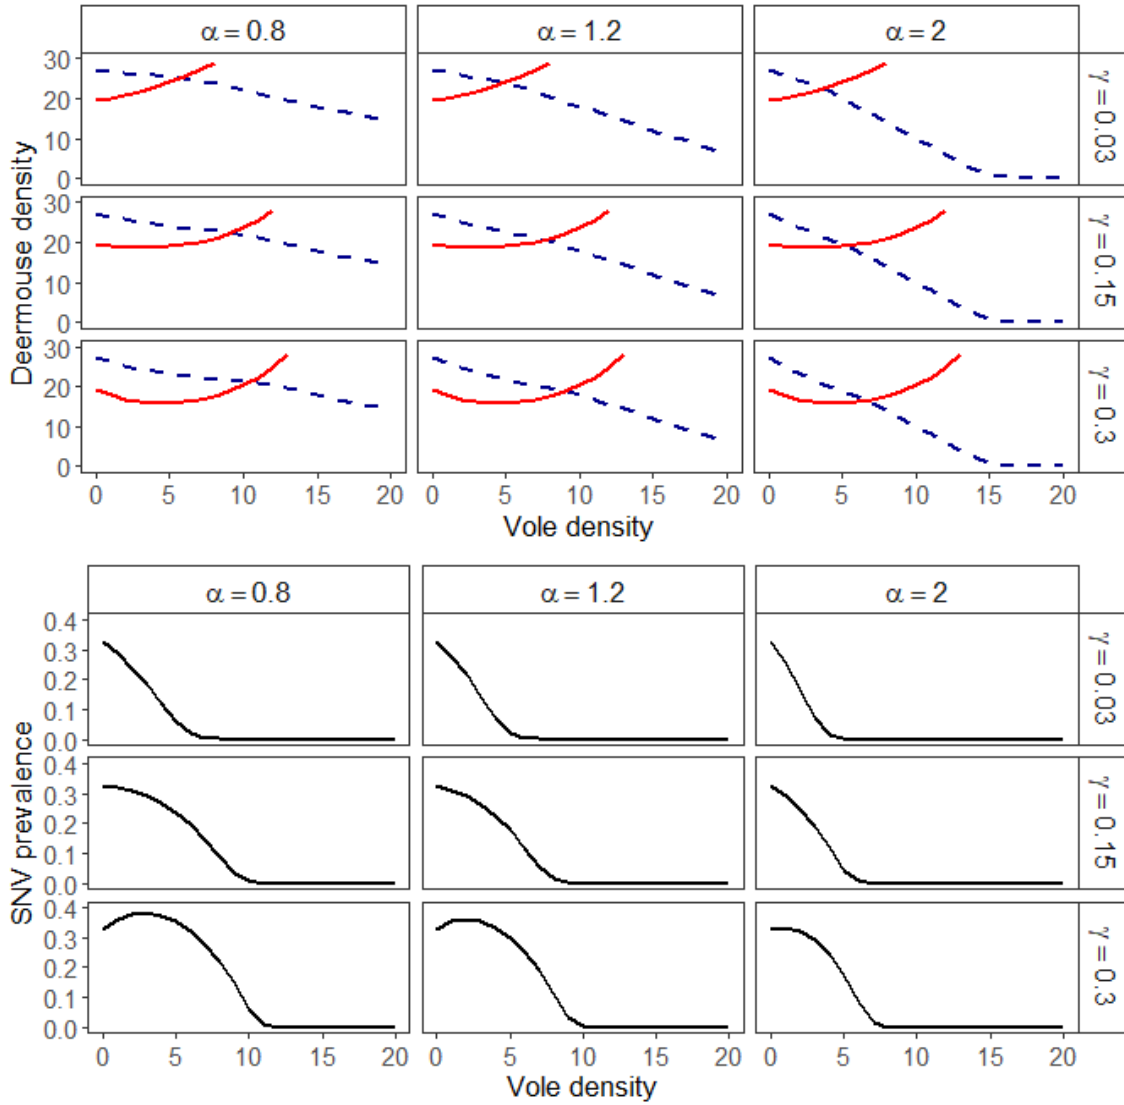 α = 0.8 α = 1.2 α = 2
30
20
10
0
γ = 0.03
30
20
10
0
γ = 0.15
30
20
10
0
γ = 0.3
Deermouse density
0 5 10 15 20 0 5 10 15 20 0 5 10 15 20
Vole density
α = 0.8 α = 1.2 α = 2
0.4
0.3
0.2
0.1
0.0
γ = 0.03
0.4
0.3
0.2
0.1
0.0
γ = 0.15
0.4
0.3
0.2
0.1
0.0
γ = 0.3
SNV prevalence
0 5 10 15 20 0 5 10 15 20 0 5 10 15 20
Vole density